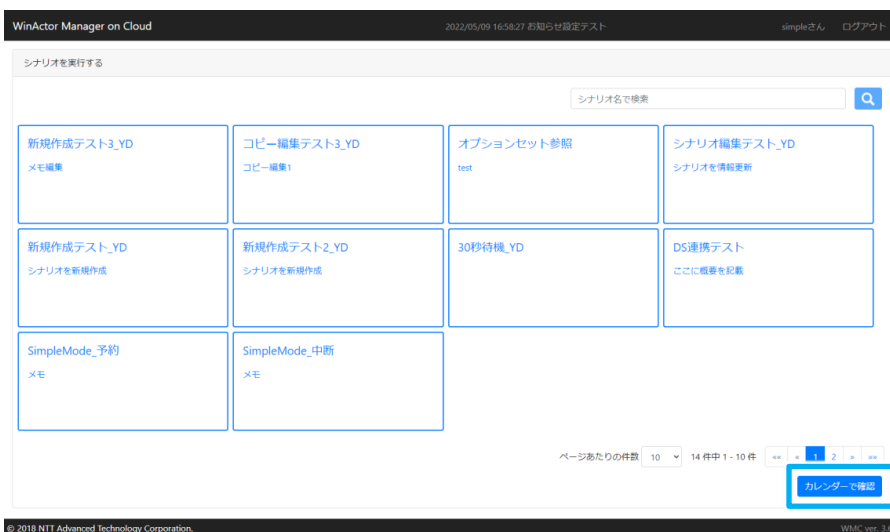 WinActor Manager on Cloud 2022/05/09 16:58:27 お知らせ設定テスト simpleさん ログアウト
シナリオを実行する
シナリオ名で検索
新規作成テスト3_YD コピー編集テスト3_YD オプションセット参照 シナリオ編集テスト_YD
メモ編集 コピー編集1 test シナリオを情報更新
新規作成テスト_YD 新規作成テスト2_YD 30秒待機_YD DS連携テスト
シナリオを新規作成 シナリオを新規作成 ここに概要を記載
SimpleMode_予約 SimpleMode_中断
メモ メモ
ページあたりの件数 10 14 件中 1 - 10 件 «« « 1 2 » »»
カレンダーで確認
© 2018 NTT Advanced Technology Corporation. WMC ver. 3.